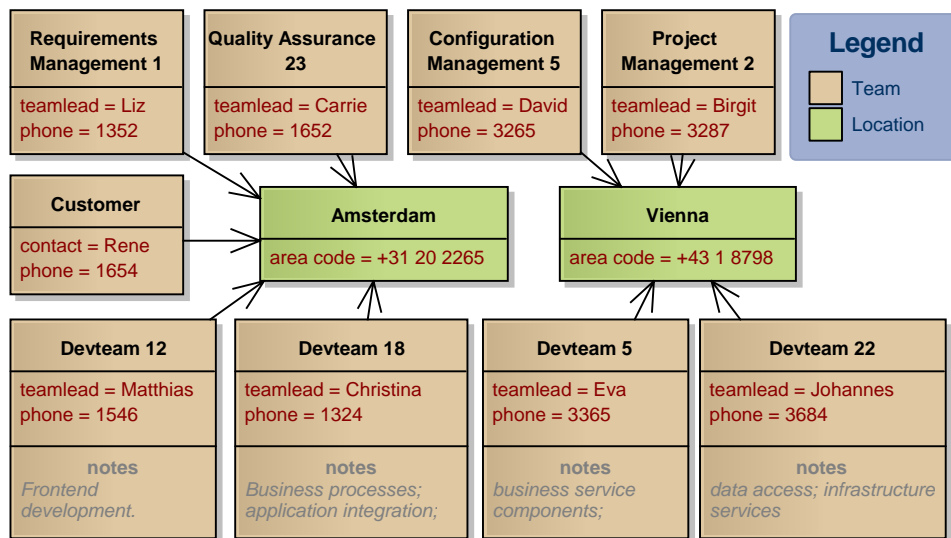 Requirements
Management 1
teamlead = Liz
phone = 1352
Quality Assurance
23
teamlead = Carrie
phone = 1652
Configuration
Management 5
teamlead = David
phone = 3265
Project
Management 2
teamlead = Birgit
phone = 3287
Legend
Team
Location
Customer
contact = Rene
phone = 1654
Amsterdam
area code = +31 20 2265
Vienna
area code = +43 1 8798
Devteam 12
teamlead = Matthias
phone = 1546
notes
Frontend
development.
Devteam 18
teamlead = Christina
phone = 1324
notes
Business processes;
application integration;
Devteam 5
teamlead = Eva
phone = 3365
notes
business service
components;
Devteam 22
teamlead = Johannes
phone = 3684
notes
data access; infrastructure
services